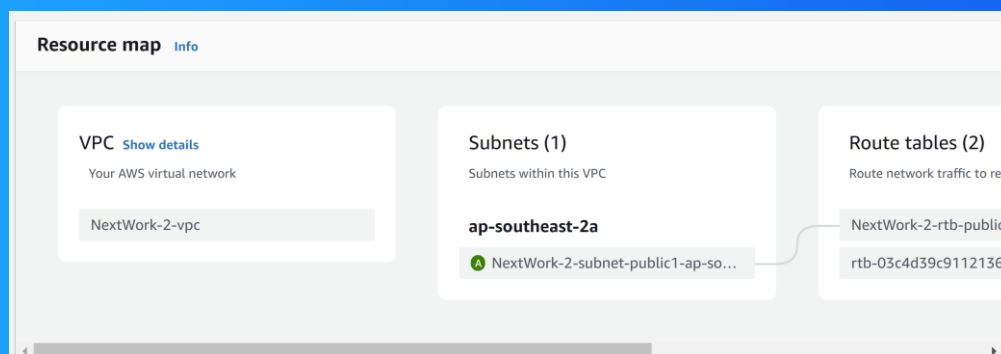 Resource map Info
VPC Show details
Your AWS virtual network
NextWork-2-vpc
Subnets (1)
Subnets within this VPC
ap-southeast-2a
A NextWork-2-subnet-public1-ap-so...
Route tables (2)
Route network traffic to re
NextWork-2-rtb-public
rtb-03c4d39c9112136